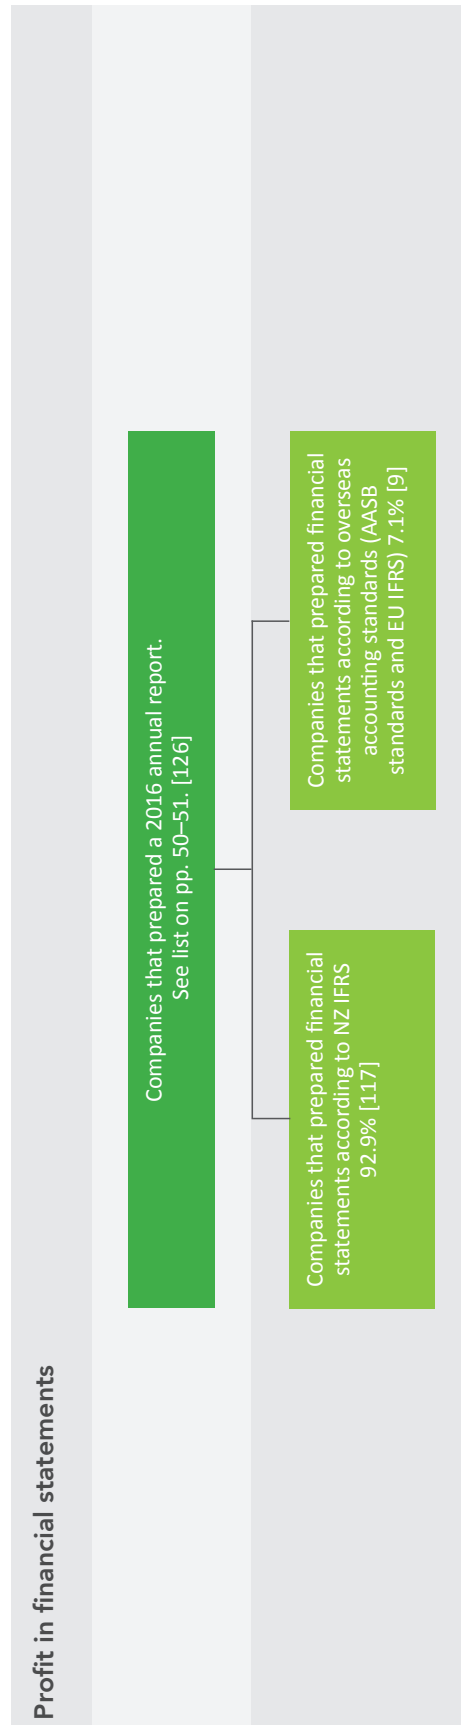 Profit in financial statements
Companies that prepared a 2016 annual report.
See list on pp. 50–51. [126]
Companies that prepared financial
statements according to NZ IFRS
92.9% [117]
Companies that prepared financial
statements according to overseas
accounting standards (AASB
standards and EU IFRS) 7.1% [9]